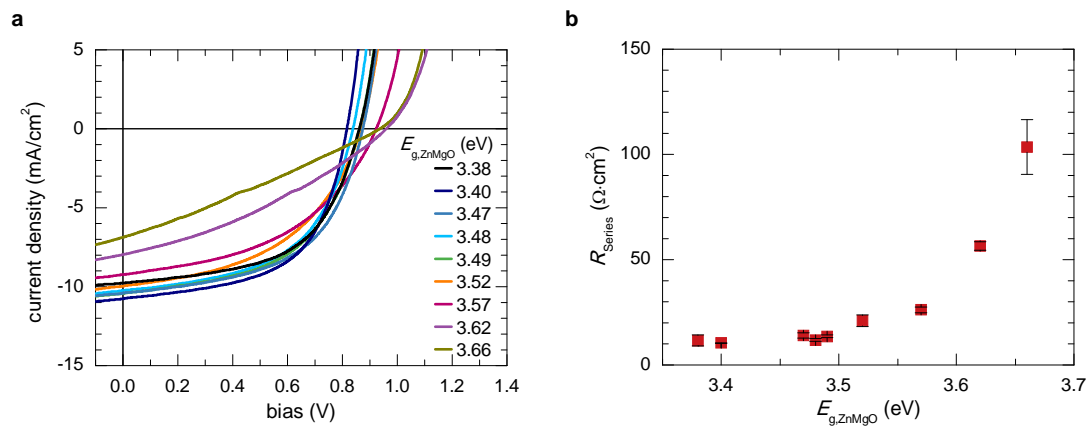 a
current density (mA/cm²)
5
0
-5
-10
-15
0.0 0.2 0.4 0.6 0.8 1.0 1.2 1.4
bias (V)
E_g,ZnMgO (eV)
3.38
3.40
3.47
3.48
3.49
3.52
3.57
3.62
3.66
b
R_Series (Ω·cm²)
150
100
50
0
3.4 3.5 3.6 3.7
E_g,ZnMgO (eV)